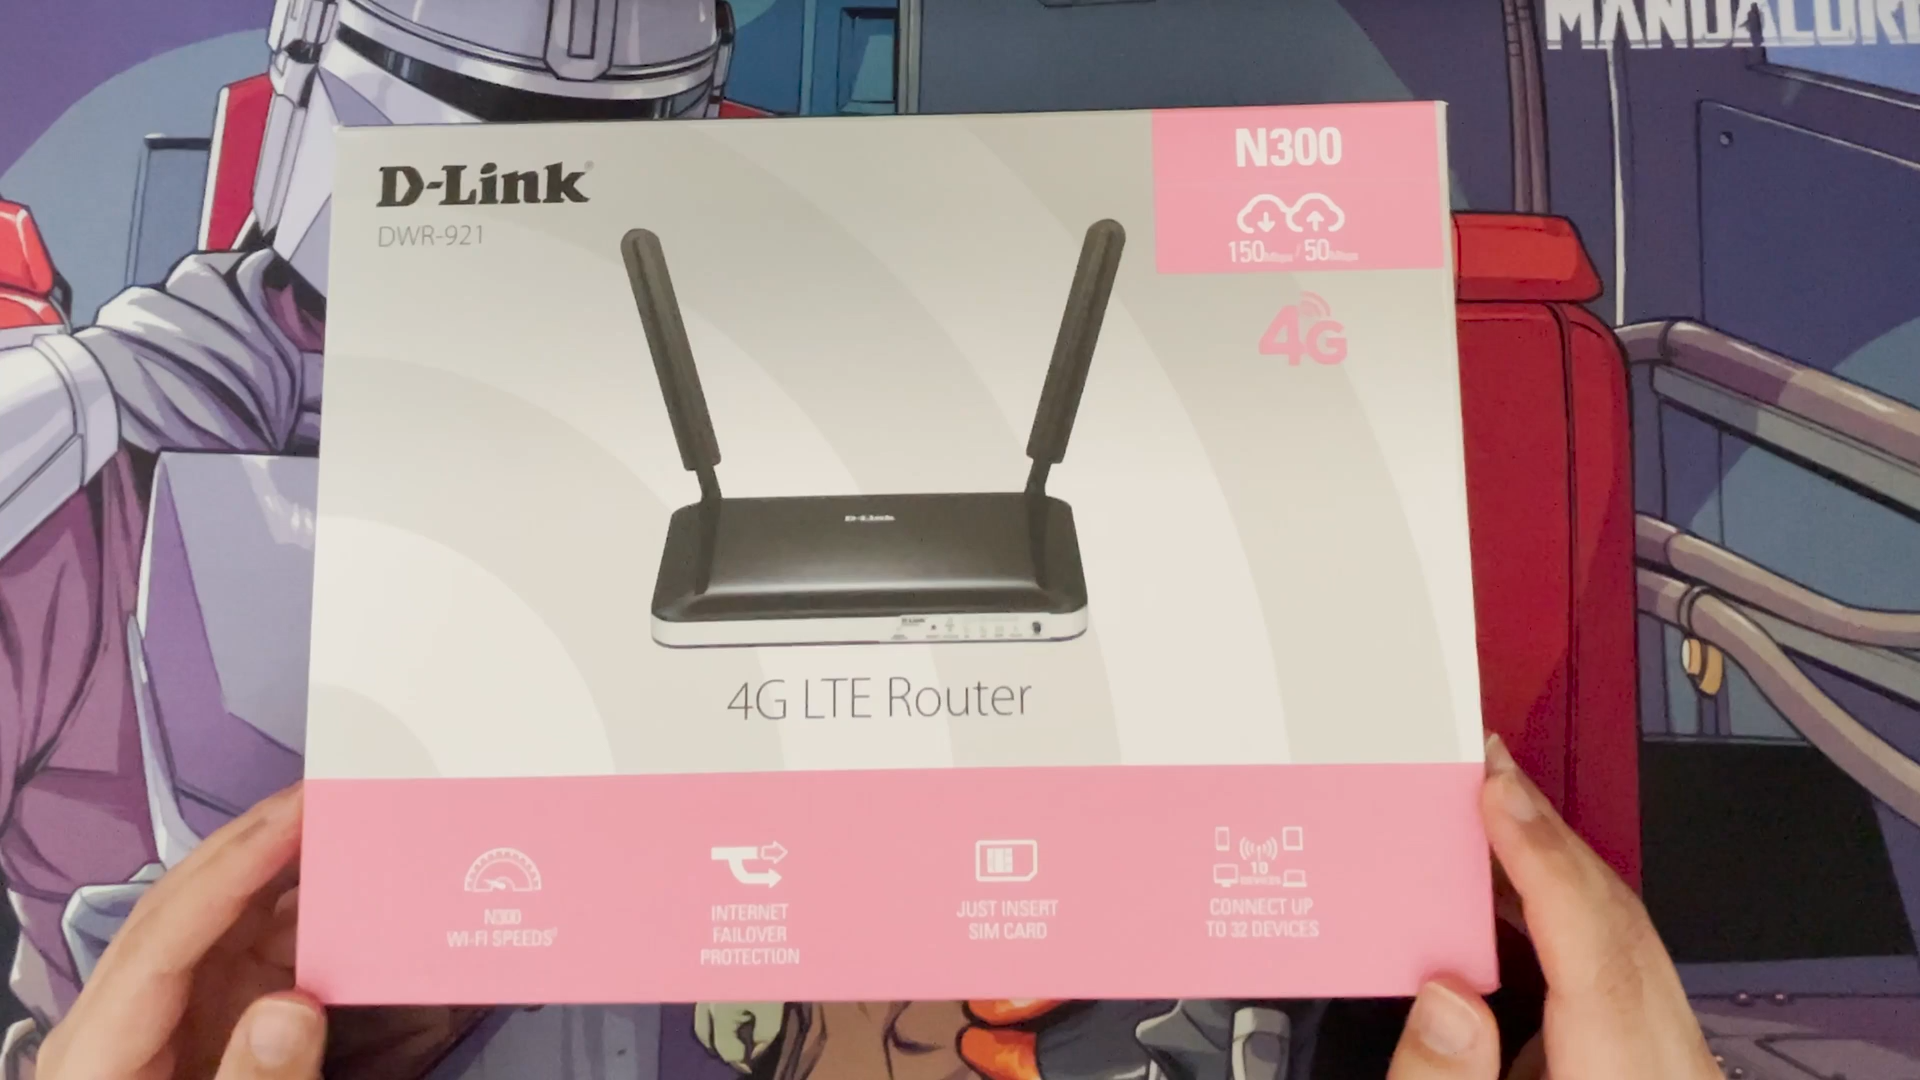 MANDALOR
D-Link
DWR-921
N300
150Mbps / 50Mbps
4G
D-Link
D-Link
4G LTE Router
N300
WI-FI SPEEDS
INTERNET
FAILOVER
PROTECTION
JUST INSERT
SIM CARD
10
DEVICES
CONNECT UP
TO 32 DEVICES